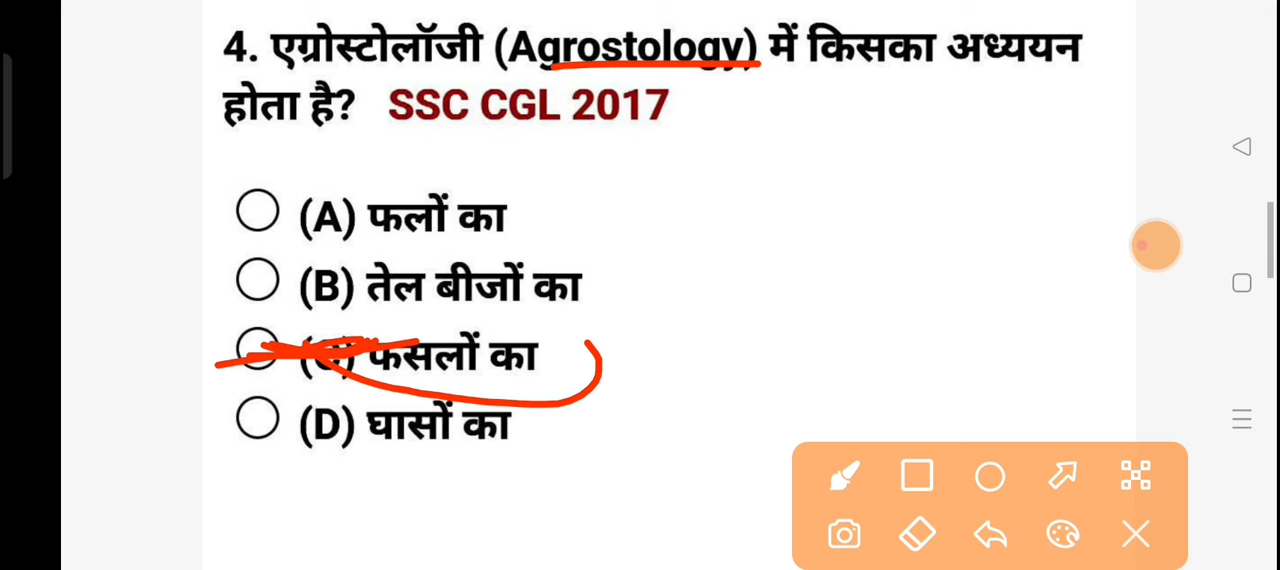 4. एग्रोस्टोलॉजी (Agrostology) में किसका अध्ययन
होता है? SSC CGL 2017
(A) फलों का
(B) तेल बीजों का
(C) फसलों का
(D) घासों का